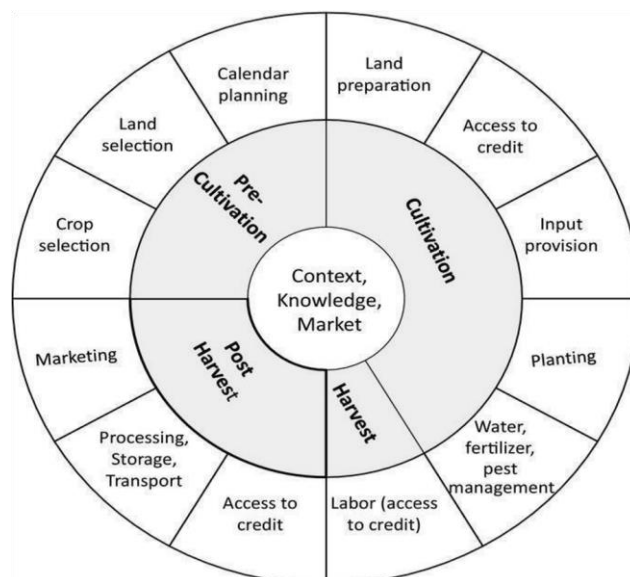 Calendar
planning
Land
preparation
Land
selection
Access to
credit
Crop
selection
Input
provision
Pre-
Cultivation
Cultivation
Context,
Knowledge,
Market
Marketing
Planting
Post
Harvest
Harvest
Processing,
Storage,
Transport
Water,
fertilizer,
pest
management
Access to
credit
Labor (access
to credit)